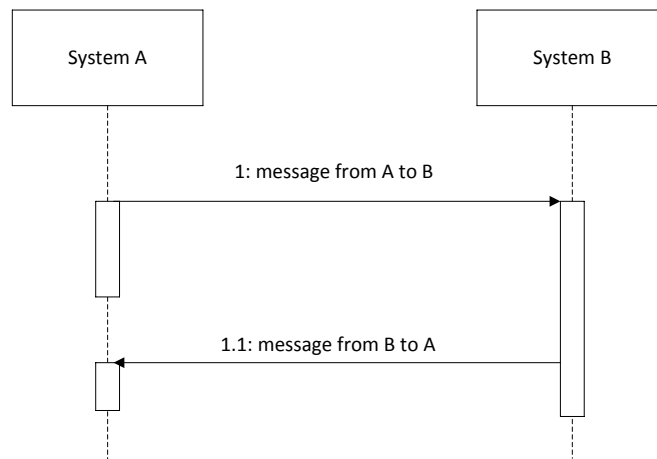 System A
System B
1: message from A to B
1.1: message from B to A